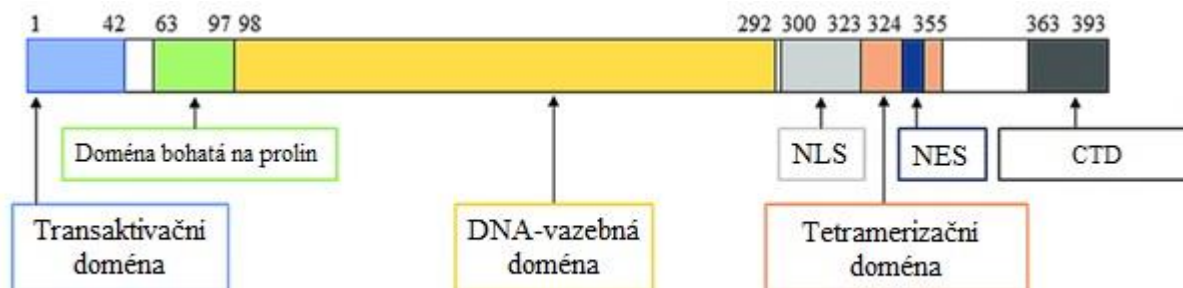 1 42 63 97 98 292 300 323 324 355 363 393
Doména bohatá na prolin
NLS
NES
CTD
Transaktivační
doména
DNA-vazebná
doména
Tetramerizační
doména